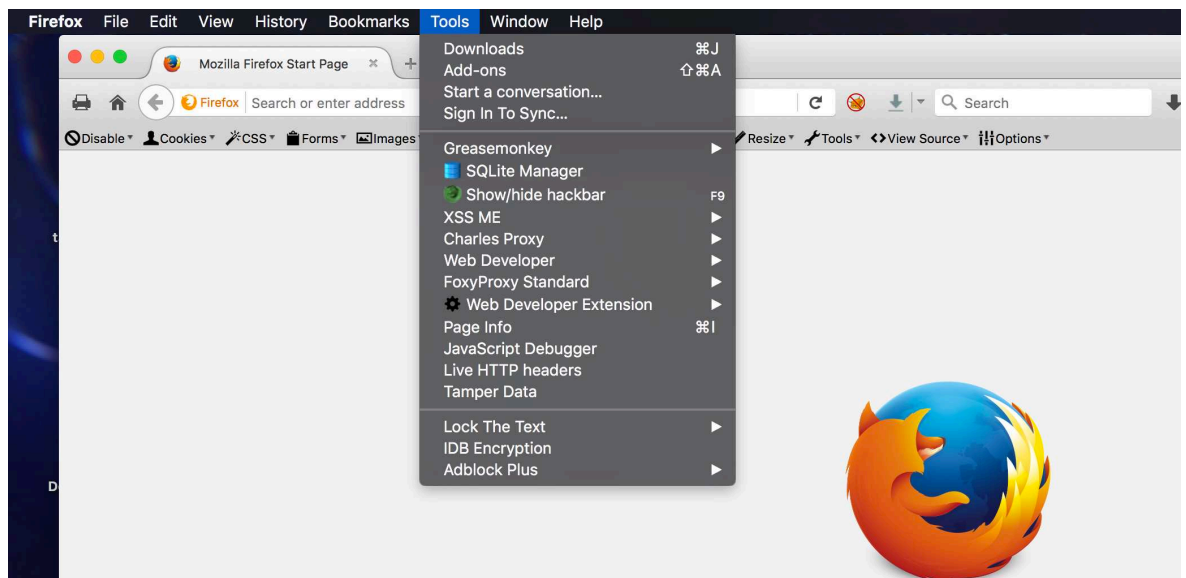 Firefox File Edit View History Bookmarks Tools Window Help
Mozilla Firefox Start Page
Firefox Search or enter address
Search
Disable Cookies CSS Forms Images Resize Tools View Source Options
Downloads ⌘J
Add-ons ⇧⌘A
Start a conversation...
Sign In To Sync...
Greasemonkey
SQLite Manager
Show/hide hackbar F9
XSS ME
Charles Proxy
Web Developer
FoxyProxy Standard
Web Developer Extension
Page Info ⌘I
JavaScript Debugger
Live HTTP headers
Tamper Data
Lock The Text
IDB Encryption
Adblock Plus
t
D